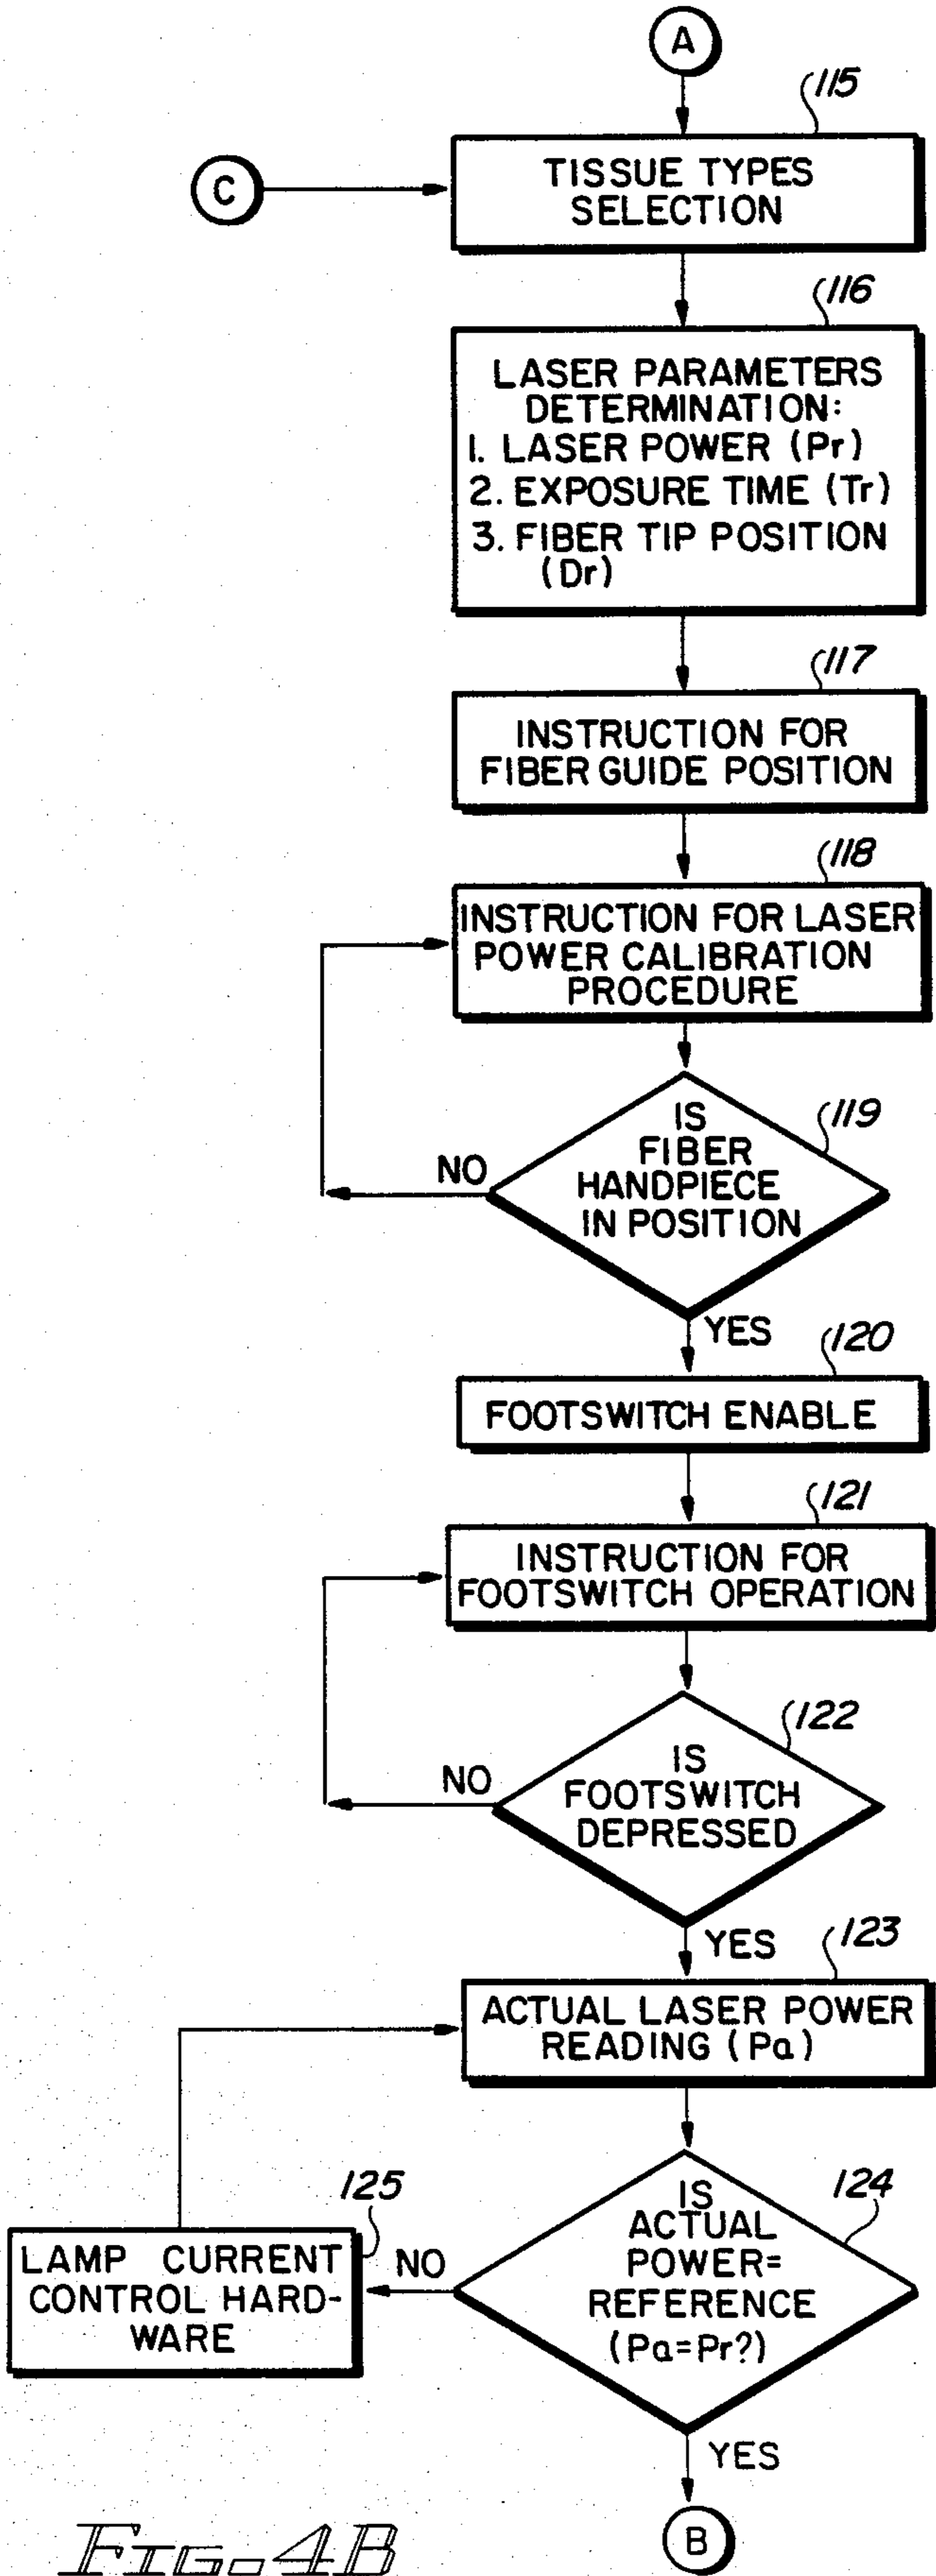 A
115
C
TISSUE TYPES
SELECTION
116
LASER PARAMETERS
DETERMINATION:
1. LASER POWER (Pr)
2. EXPOSURE TIME (Tr)
3. FIBER TIP POSITION
(Dr)
117
INSTRUCTION FOR
FIBER GUIDE POSITION
118
INSTRUCTION FOR LASER
POWER CALIBRATION
PROCEDURE
119
IS
FIBER
HANDPIECE
IN POSITION
NO
YES
120
FOOTSWITCH ENABLE
121
INSTRUCTION FOR
FOOTSWITCH OPERATION
122
IS
FOOTSWITCH
DEPRESSED
NO
YES
123
ACTUAL LASER POWER
READING (Pa)
124
IS
ACTUAL
POWER=
REFERENCE
(Pa=Pr?)
NO
125
LAMP CURRENT
CONTROL HARD-
WARE
YES
B
FIG. 4B